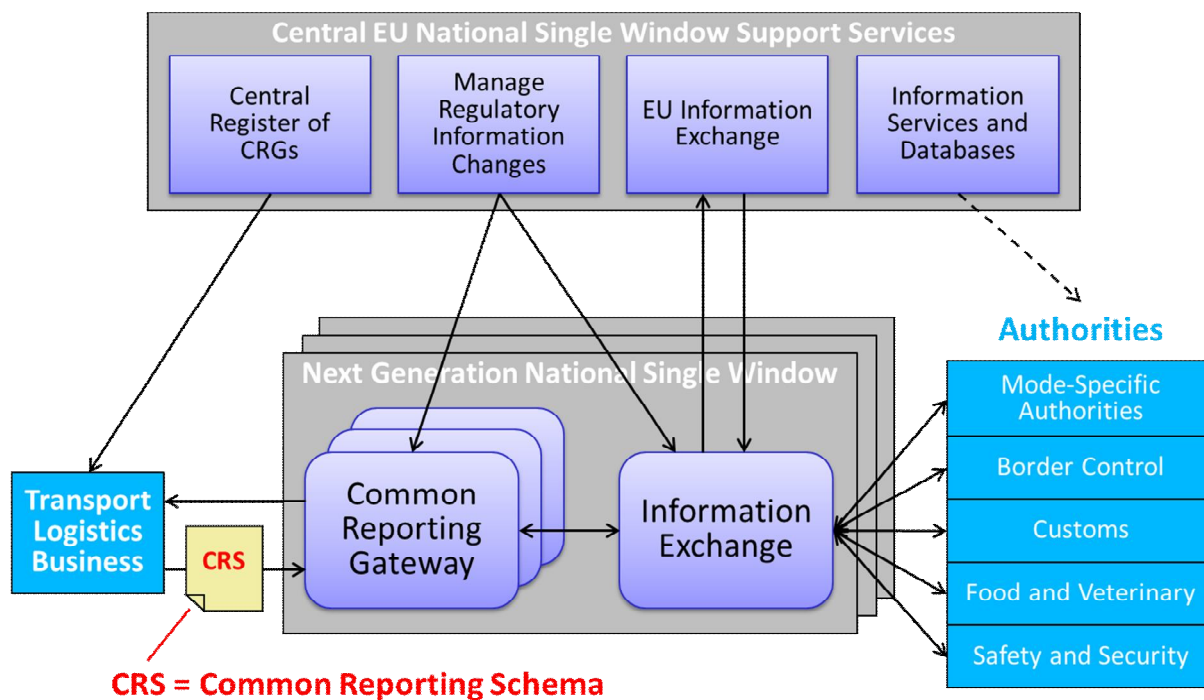 Central EU National Single Window Support Services
Central
Register of
CRGs
Manage
Regulatory
Information
Changes
EU Information
Exchange
Information
Services and
Databases
Authorities
Next Generation National Single Window
Mode-Specific
Authorities
Border Control
Customs
Food and Veterinary
Safety and Security
Transport
Logistics
Business
CRS
Common
Reporting
Gateway
Information
Exchange
CRS = Common Reporting Schema